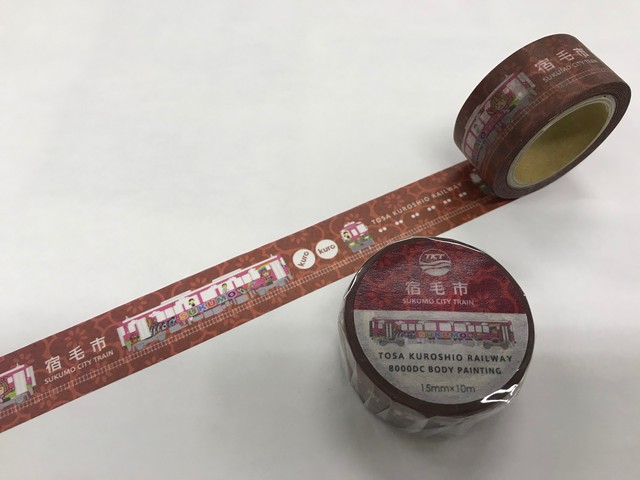 宿毛市
SUKUMO CITY TRAIN
TOSA KUROSHIO RAILWAY
kuro
kuro
SUKUMO
宿毛市
SUKUMO CITY TRAIN
TKT
宿毛市
SUKUMO CITY TRAIN
TOSA KUROSHIO RAILWAY
8000DC BODY PAINTING
15mm×10m